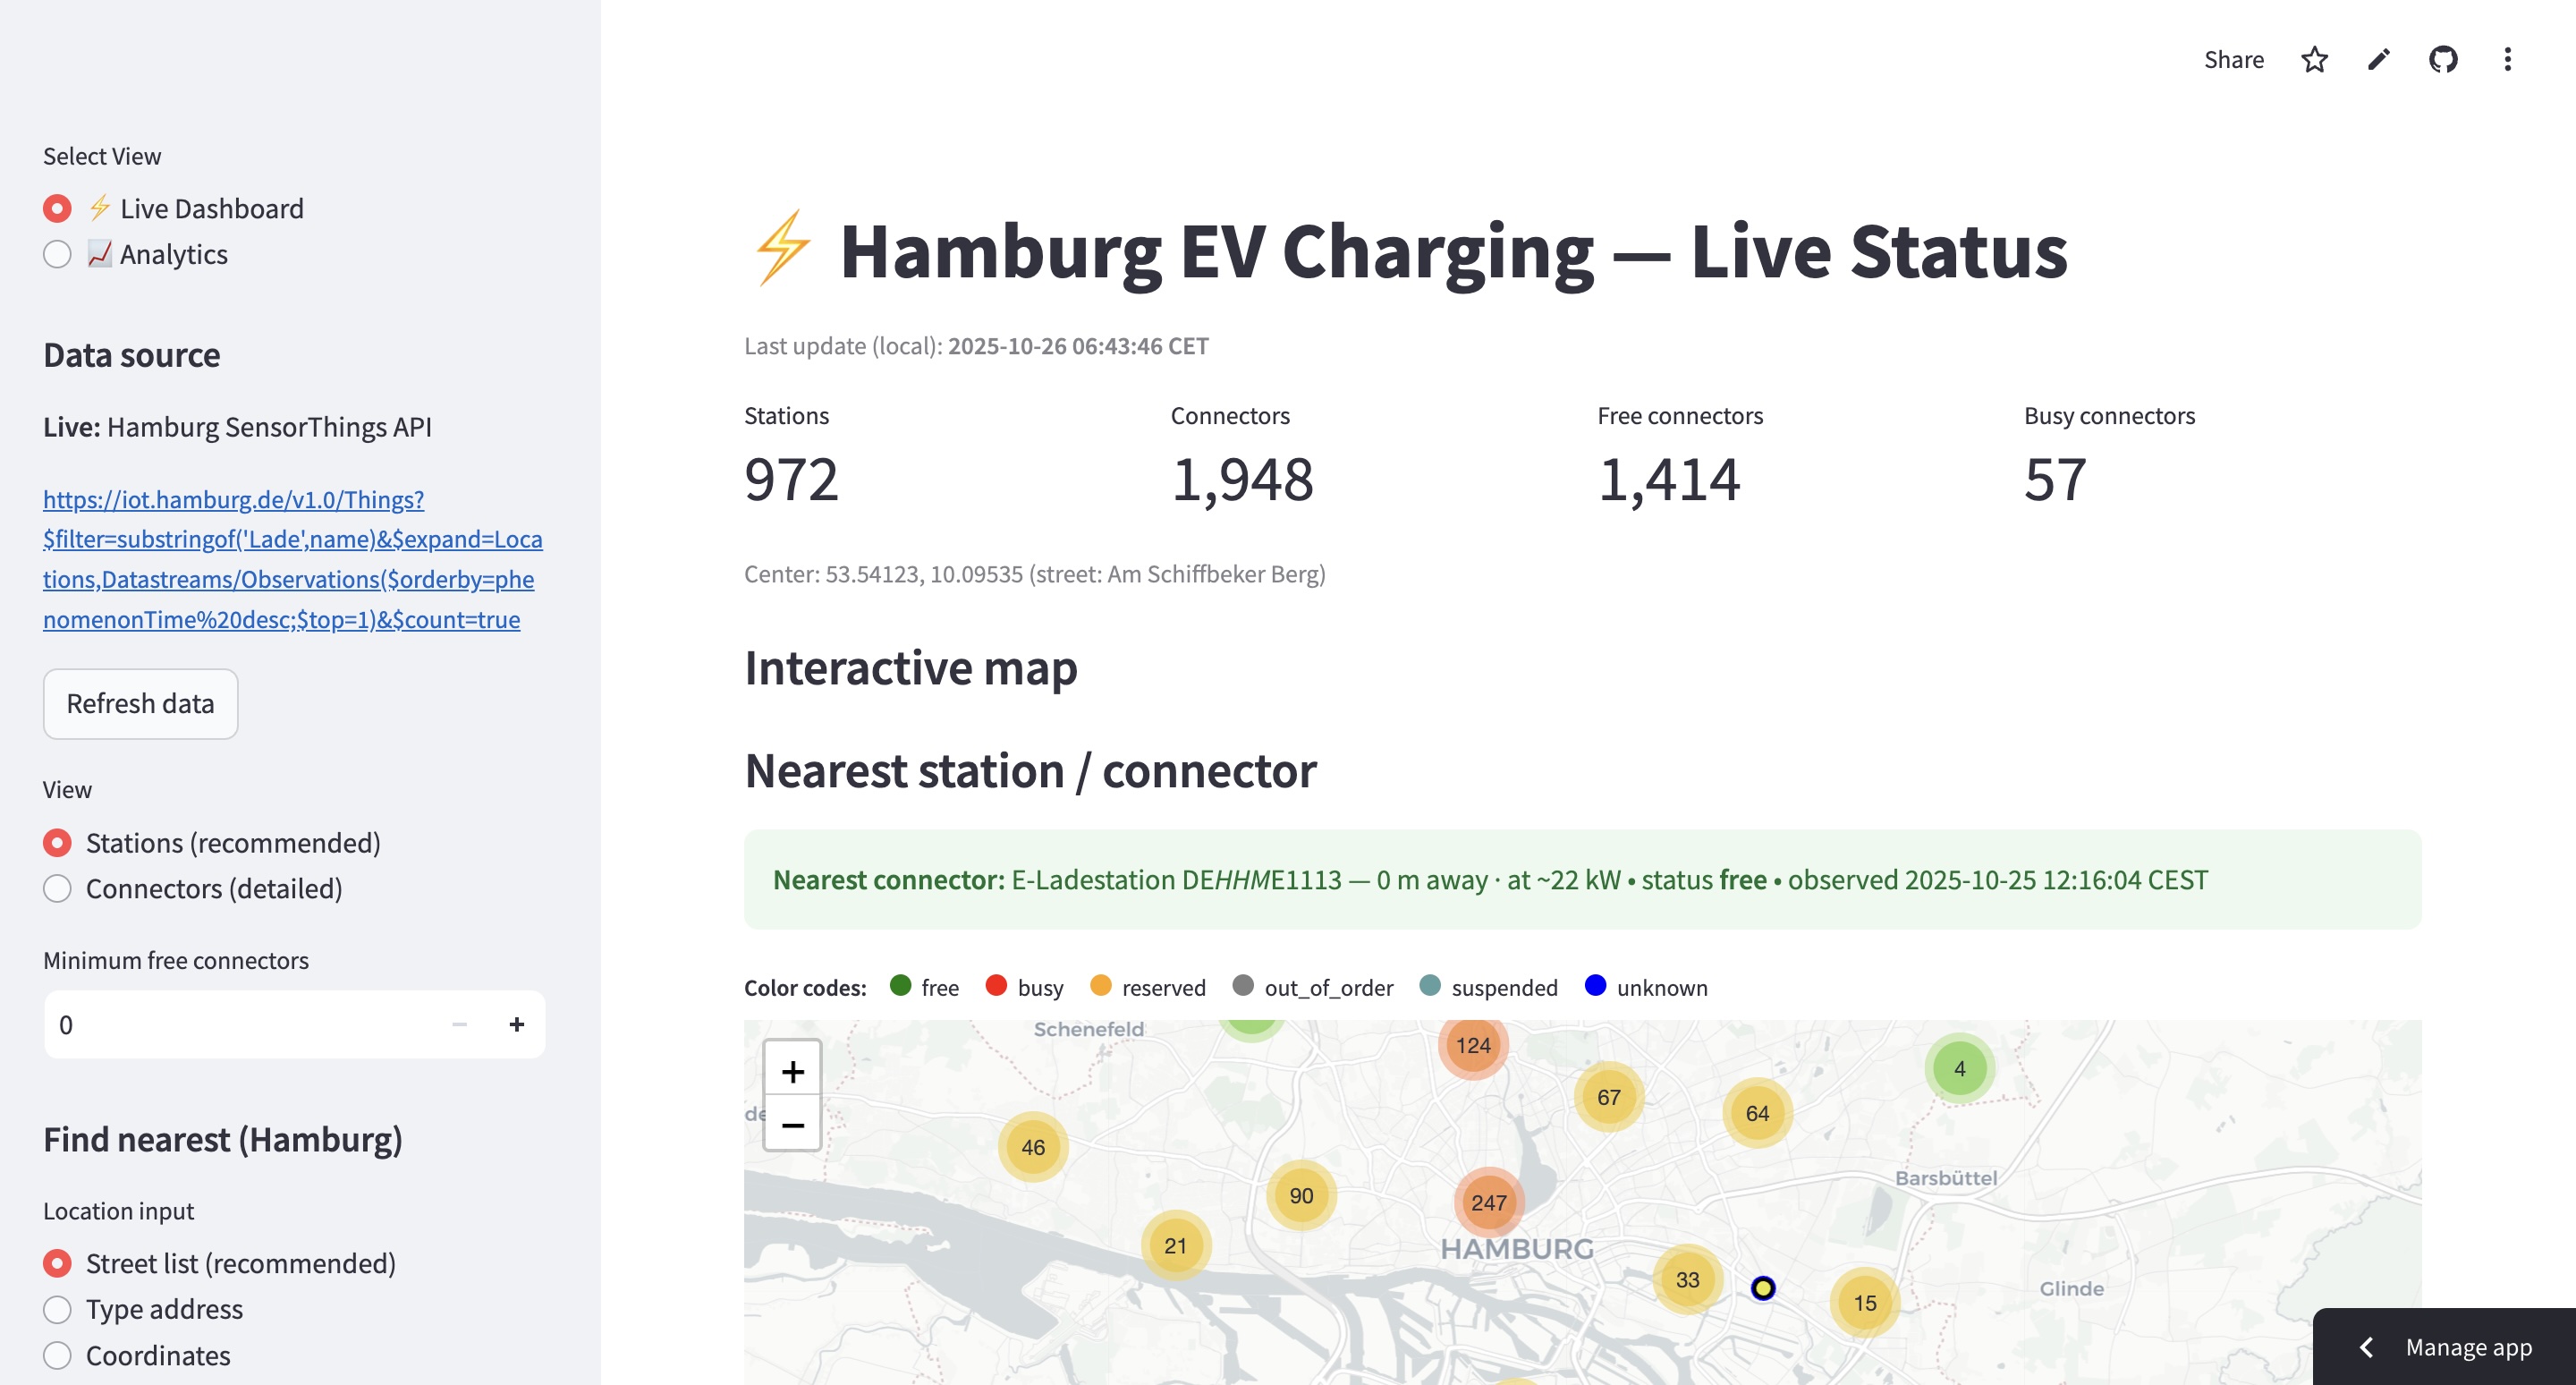 Share
Select View
⚡ Live Dashboard
📈 Analytics
Data source
Live: Hamburg SensorThings API
https://iot.hamburg.de/v1.0/Things?
$filter=substringof('Lade',name)&$expand=Loca
tions,Datastreams/Observations($orderby=phe
nomenonTime%20desc;$top=1)&$count=true
Refresh data
View
Stations (recommended)
Connectors (detailed)
Minimum free connectors
0
Find nearest (Hamburg)
Location input
Street list (recommended)
Type address
Coordinates
⚡ Hamburg EV Charging — Live Status
Last update (local): 2025-10-26 06:43:46 CET
Stations Connectors Free connectors Busy connectors
972 1,948 1,414 57
Center: 53.54123, 10.09535 (street: Am Schiffbeker Berg)
Interactive map
Nearest station / connector
Nearest connector: E-Ladestation DEHHME1113 — 0 m away · at ~22 kW • status free • observed 2025-10-25 12:16:04 CEST
Color codes: free busy reserved out_of_order suspended unknown
Schenefeld
124
+
4
67
de
64
−
46
Barsbüttel
90
247
21
HAMBURG
33
Glinde
15
Manage app